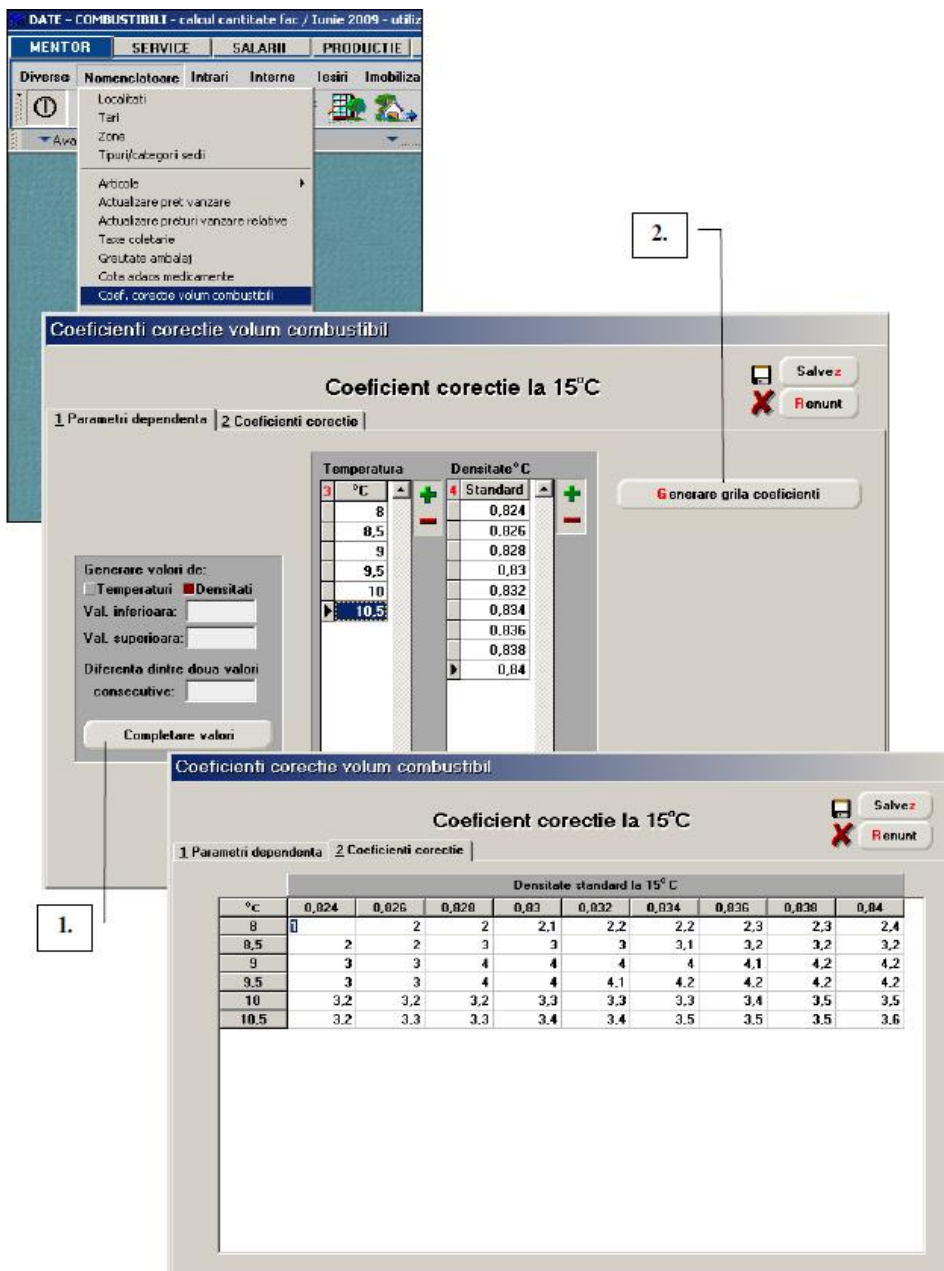 DATE - COMBUSTIBILI - calcul cantitate fac / Iunie 2009 - utiliz
MENTOR SERVICE SALARII PRODUCTIE
Diverse Nomenclatoare Intrari Interne Iesiri Imobiliza
Localitati
Tari
Zone
Ava
Tipuri/categorii sedii
Articole
Actualizare pret vanzare
Actualizare preturi vanzare relative
Taxe coletarie
Greutate ambalaj
Cota adaos medicamente
Coef. corectie volum combustibili
2.
Coeficienti corectie volum combustibil
Coeficient corectie la 15°C
Salvez
Renunt
1 Parametri dependenta 2 Coeficienti corectie
Temperatura Densitate°C
3 °C 4 Standard
8 0,824
8,5 0,826
9 0,828
9,5 0,83
10 0,832
10,5 0,834
0,836
0,838
0,84
Generare grila coeficienti
Generare valori de:
Temperaturi Densitati
Val. inferioara:
Val. superioara:
Diferenta dintre doua valori
consecutive:
Completare valori
1.
Coeficienti corectie volum combustibil
Coeficient corectie la 15°C
Salvez
Renunt
1 Parametri dependenta 2 Coeficienti corectie
Densitate standard la 15°C
°c 0,824 0,826 0,828 0,83 0,832 0,834 0,836 0,838 0,84
8 1 2 2 2,1 2,2 2,2 2,3 2,3 2,4
8,5 2 2 3 3 3 3,1 3,2 3,2 3,2
9 3 3 4 4 4 4 4,1 4,2 4,2
9,5 3 3 4 4 4,1 4,2 4,2 4,2 4,2
10 3,2 3,2 3,2 3,3 3,3 3,3 3,4 3,5 3,5
10,5 3,2 3,3 3,3 3,4 3,4 3,5 3,5 3,5 3,6